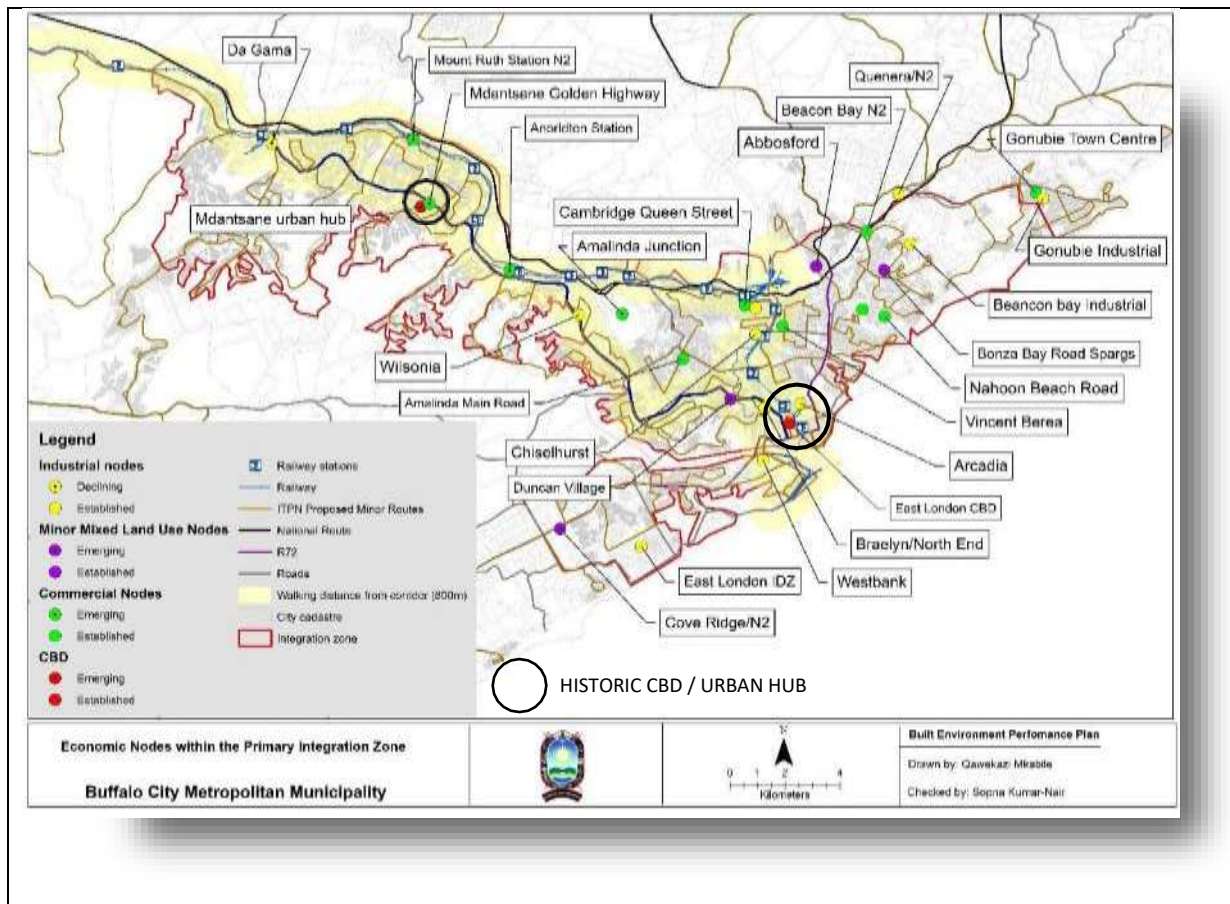 Da Gama
Mount Ruth Station N2
Mdantsane Golden Highway
Anoriciton Station
Quenera/N2
Beacon Bay N2
Abbosford
Gonubie Town Centre
Mdantsane urban hub
Cambridge Queen Street
Amalinda Junction
Gonubie Industrial
Beancon bay Industrial
Wilsonia
Bonza Bay Road Spargs
Nahoon Beach Road
Amalinda Main Road
Vincent Berea
Chiselhurst
Arcadia
Duncan Village
East London CBD
Braelyn/North End
East London IDZ
Westbank
Cove Ridge/N2
Legend
Industrial nodes
Declining
Established
Minor Mixed Land Use Nodes
Emerging
Established
Commercial Nodes
Emerging
Established
CBD
Emerging
Established
Railway stations
Railway
ITPN Proposed Minor Routes
National Route
R72
Roads
Walking distance from corridor (800m)
City cadastre
Integration zone
HISTORIC CBD / URBAN HUB
Economic Nodes within the Primary Integration Zone
Buffalo City Metropolitan Municipality
N
0 1 2 4
Kilometers
Built Environment Perfomance Plan
Drawn by: Qawekazi Mkabile
Checked by: Sopna Kumar-Nair